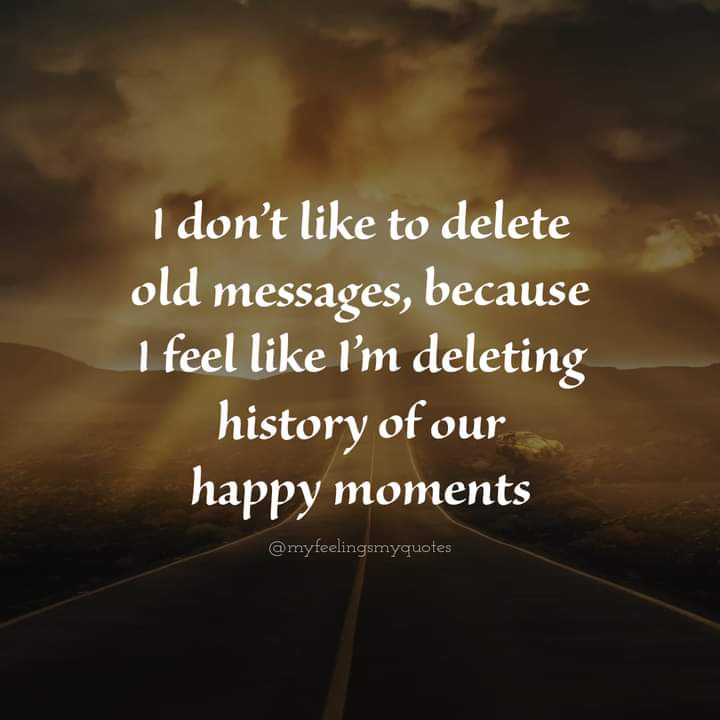 I don't like to delete
old messages, because
I feel like I'm deleting
history of our
happy moments
@myfeelingsmyquotes